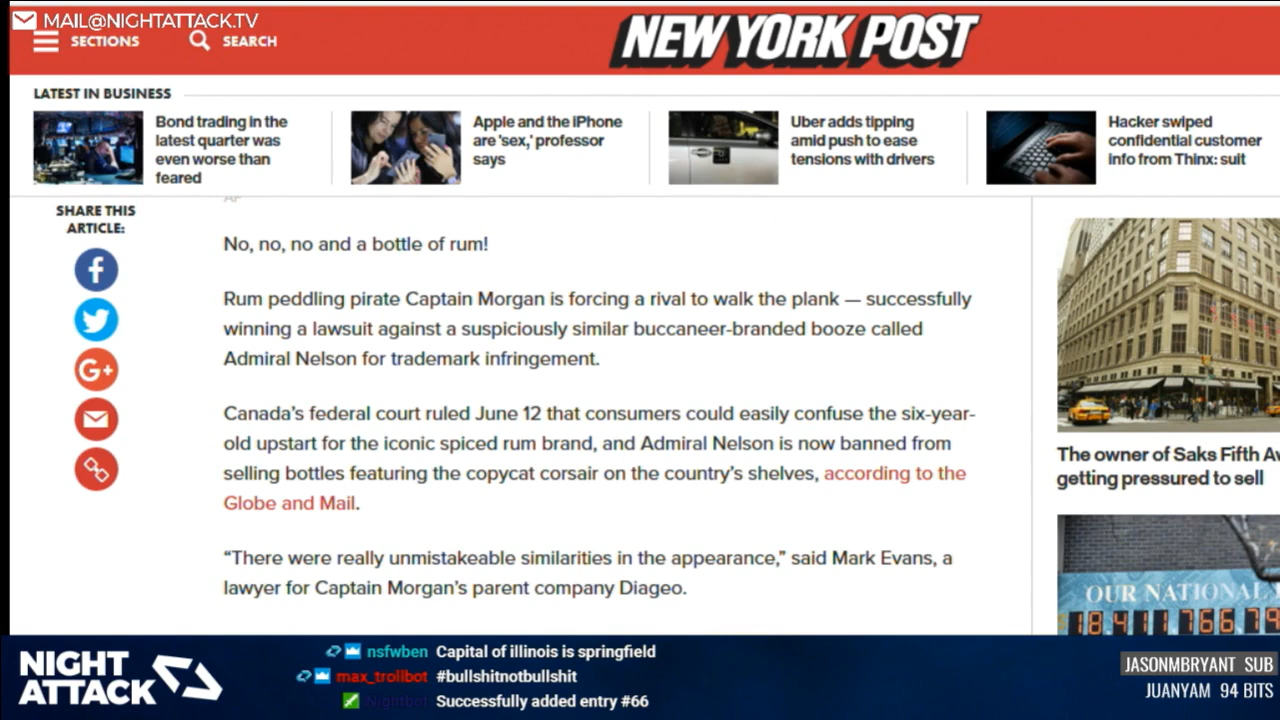 MAIL@NIGHTATTACK.TV
SECTIONS
SEARCH
NEW YORK POST
LATEST IN BUSINESS
Bond trading in the
latest quarter was
even worse than
feared
Apple and the iPhone
are ‘sex,’ professor
says
Uber adds tipping
amid push to ease
tensions with drivers
Hacker swiped
confidential customer
info from Thinx: suit
SHARE THIS
ARTICLE:
f
G+
AP
No, no, no and a bottle of rum!
Rum peddling pirate Captain Morgan is forcing a rival to walk the plank — successfully
winning a lawsuit against a suspiciously similar buccaneer-branded booze called
Admiral Nelson for trademark infringement.
Canada’s federal court ruled June 12 that consumers could easily confuse the six-year-
old upstart for the iconic spiced rum brand, and Admiral Nelson is now banned from
selling bottles featuring the copycat corsair on the country’s shelves, according to the
Globe and Mail.
“There were really unmistakeable similarities in the appearance,” said Mark Evans, a
lawyer for Captain Morgan’s parent company Diageo.
The owner of Saks Fifth Av
getting pressured to sell
OUR NATIONAL
18,411,766,79
NIGHT
ATTACK
nsfwben Capital of illinois is springfield
max_trollbot #bullshitnotbullshit
Nightbot Successfully added entry #66
JASONMBRYANT SUB
JUANYAM 94 BITS